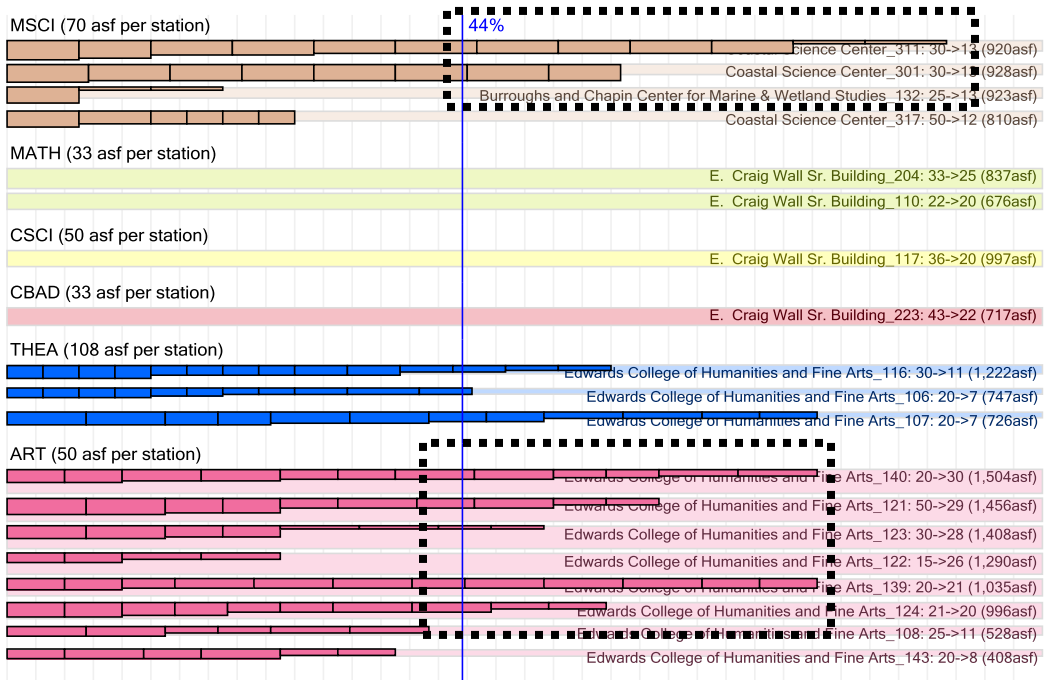 MSCI (70 asf per station)
44%
Coastal Science Center_311: 30->13 (920asf)
Coastal Science Center_301: 30->13 (928asf)
Burroughs and Chapin Center for Marine & Wetland Studies_132: 25->13 (923asf)
Coastal Science Center_317: 50->12 (810asf)
MATH (33 asf per station)
E. Craig Wall Sr. Building_204: 33->25 (837asf)
E. Craig Wall Sr. Building_110: 22->20 (676asf)
CSCI (50 asf per station)
E. Craig Wall Sr. Building_117: 36->20 (997asf)
CBAD (33 asf per station)
E. Craig Wall Sr. Building_223: 43->22 (717asf)
THEA (108 asf per station)
Edwards College of Humanities and Fine Arts_116: 30->11 (1,222asf)
Edwards College of Humanities and Fine Arts_106: 20->7 (747asf)
Edwards College of Humanities and Fine Arts_107: 20->7 (726asf)
ART (50 asf per station)
Edwards College of Humanities and Fine Arts_140: 20->30 (1,504asf)
Edwards College of Humanities and Fine Arts_121: 50->29 (1,456asf)
Edwards College of Humanities and Fine Arts_123: 30->28 (1,408asf)
Edwards College of Humanities and Fine Arts_122: 15->26 (1,290asf)
Edwards College of Humanities and Fine Arts_139: 20->21 (1,035asf)
Edwards College of Humanities and Fine Arts_124: 21->20 (996asf)
Edwards College of Humanities and Fine Arts_108: 25->11 (528asf)
Edwards College of Humanities and Fine Arts_143: 20->8 (408asf)